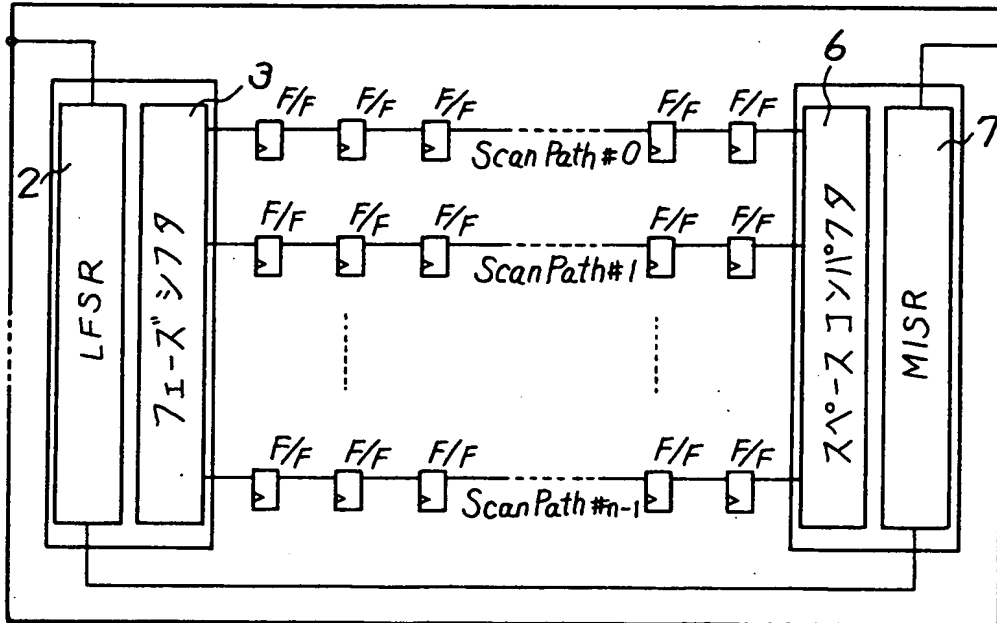 3
6
F/F F/F F/F F/F F/F
7
2
Scan Path #0
F/F F/F F/F F/F F/F
Scan Path #1
LFSR
フェーズシフタ
スペースコンパクタ
MISR
F/F F/F F/F F/F F/F
Scan Path #n-1